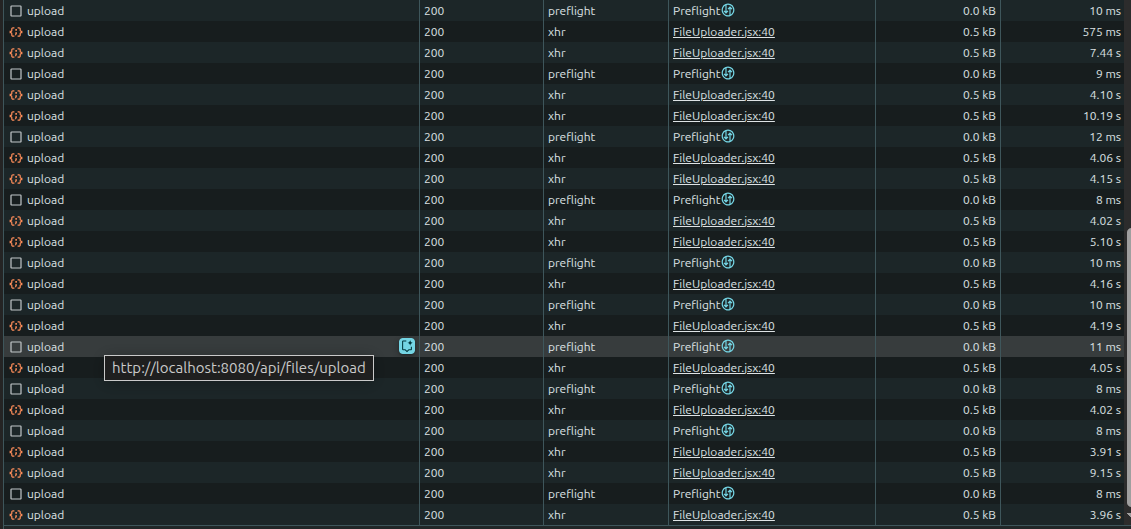 upload 200 preflight Preflight 0.0 kB 10 ms
upload 200 xhr FileUploader.jsx:40 0.5 kB 575 ms
upload 200 xhr FileUploader.jsx:40 0.5 kB 7.44 s
upload 200 preflight Preflight 0.0 kB 9 ms
upload 200 xhr FileUploader.jsx:40 0.5 kB 4.10 s
upload 200 xhr FileUploader.jsx:40 0.5 kB 10.19 s
upload 200 preflight Preflight 0.0 kB 12 ms
upload 200 xhr FileUploader.jsx:40 0.5 kB 4.06 s
upload 200 xhr FileUploader.jsx:40 0.5 kB 4.15 s
upload 200 preflight Preflight 0.0 kB 8 ms
upload 200 xhr FileUploader.jsx:40 0.5 kB 4.02 s
upload 200 xhr FileUploader.jsx:40 0.5 kB 5.10 s
upload 200 preflight Preflight 0.0 kB 10 ms
upload 200 xhr FileUploader.jsx:40 0.5 kB 4.16 s
upload 200 preflight Preflight 0.0 kB 10 ms
upload 200 xhr FileUploader.jsx:40 0.5 kB 4.19 s
upload 200 preflight Preflight 0.0 kB 11 ms
http://localhost:8080/api/files/upload
upload 200 xhr FileUploader.jsx:40 0.5 kB 4.05 s
upload 200 preflight Preflight 0.0 kB 8 ms
upload 200 xhr FileUploader.jsx:40 0.5 kB 4.02 s
upload 200 preflight Preflight 0.0 kB 8 ms
upload 200 xhr FileUploader.jsx:40 0.5 kB 3.91 s
upload 200 xhr FileUploader.jsx:40 0.5 kB 9.15 s
upload 200 preflight Preflight 0.0 kB 8 ms
upload 200 xhr FileUploader.jsx:40 0.5 kB 3.96 s